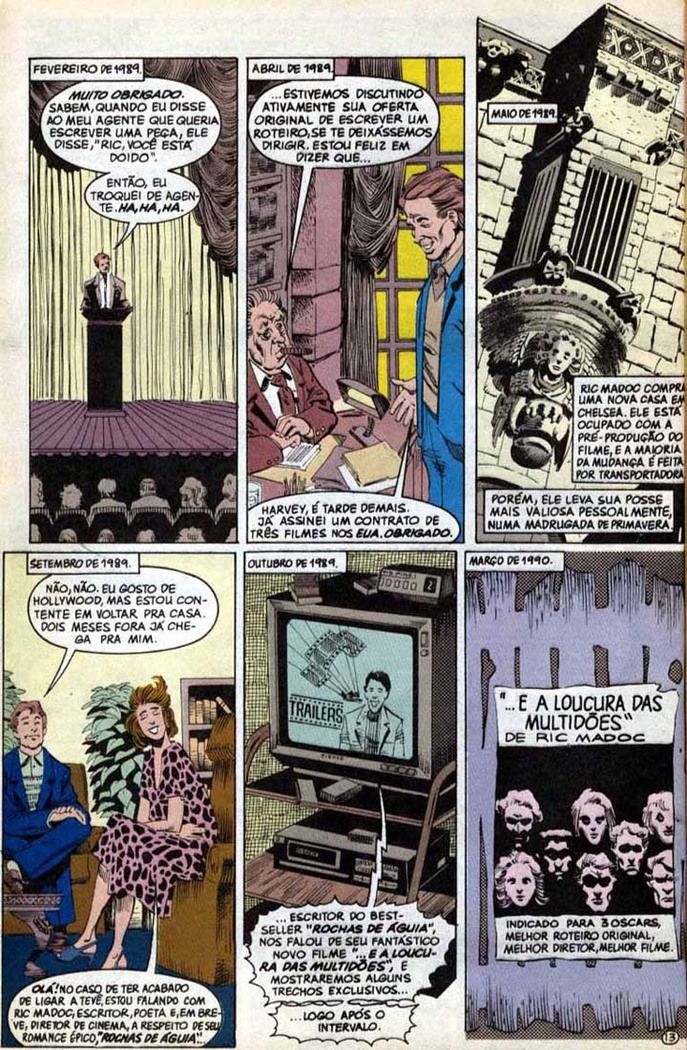 FEVEREIRO DE 1989.
MUITO OBRIGADO.
SABEM, QUANDO EU DISSE
AO MEU AGENTE QUE QUERIA
ESCREVER UMA PEÇA, ELE
DISSE, "RIC, VOCÊ ESTÁ
DOIDO".
ENTÃO, EU
TROQUEI DE AGEN-
TE. HA, HA, HA.
ABRIL DE 1989.
...ESTIVEMOS DISCUTINDO
ATIVAMENTE SUA OFERTA
ORIGINAL DE ESCREVER UM
ROTEIRO, SE TE DEIXÁSSEMOS
DIRIGIR. ESTOU FELIZ EM
DIZER QUE...
HARVEY, É TARDE DEMAIS.
JÁ ASSINEI UM CONTRATO DE
TRÊS FILMES NOS EUA. OBRIGADO.
MAIO DE 1989.
RIC MADOC COMPRA
UMA NOVA CASA EM
CHELSEA. ELE ESTÁ
OCUPADO COM A
PRÉ-PRODUÇÃO DO
FILME, E A MAIORIA
DA MUDANÇA É FEITA
POR TRANSPORTADORA
PORÉM, ELE LEVA SUA POSSE
MAIS VALIOSA PESSOALMENTE,
NUMA MADRUGADA DE PRIMAVERA.
SETEMBRO DE 1989.
NÃO, NÃO. EU GOSTO DE
HOLLYWOOD, MAS ESTOU CON-
TENTE EM VOLTAR PRA CASA.
DOIS MESES FORA JÁ CHE-
GA PRA MIM.
OLÁ! NO CASO DE TER ACABADO
DE LIGAR A TEVÊ, ESTOU FALANDO COM
RIC MADOC, ESCRITOR, POETA E, EM BRE-
VE, DIRETOR DE CINEMA, A RESPEITO DE SEU
ROMANCE ÉPICO, "ROCHAS DE ÁGUIA"...
OUTUBRO DE 1989.
2
TRAILERS
... ESCRITOR DO BEST-
SELLER "ROCHAS DE ÁGUIA",
NOS FALOU DE SEU FANTÁSTICO
NOVO FILME "... E A LOUCU-
RA DAS MULTIDÕES", E
MOSTRAREMOS ALGUNS
TRECHOS EXCLUSIVOS...
...LOGO APÓS O
INTERVALO.
MARÇO DE 1990.
"...E A LOUCURA DAS
MULTIDÕES"
DE RIC MADOC
INDICADO PARA 3 OSCARS,
MELHOR ROTEIRO ORIGINAL,
MELHOR DIRETOR, MELHOR FILME.
13